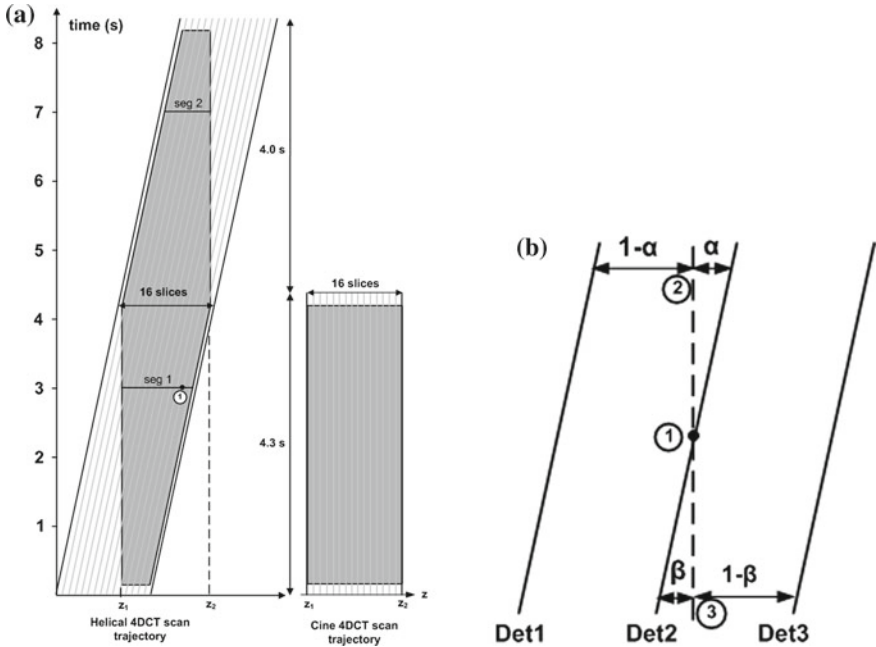 (a)
time (s)
8
7
6
5
4
3
2
1
seg 2
16 slices
seg 1
1
4.0 s
4.3 s
z1
z2
Helical 4DCT scan
trajectory
16 slices
z1
z2
z
Cine 4DCT scan
trajectory
(b)
1-α
α
2
1
β
1-β
3
Det1
Det2
Det3